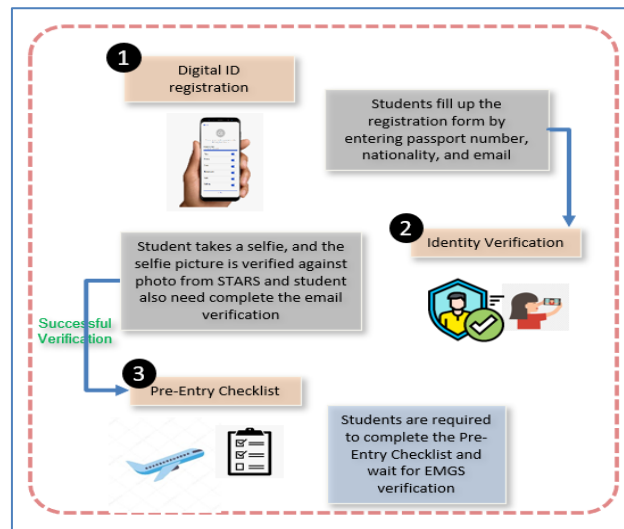 1
Digital ID
registration
Students fill up the
registration form by
entering passport number,
nationality, and email
2
Identity Verification
Student takes a selfie, and the
selfie picture is verified against
photo from STARS and student
also need complete the email
verification
Successful
Verification
3
Pre-Entry Checklist
Students are required
to complete the Pre-
Entry Checklist and
wait for EMGS
verification